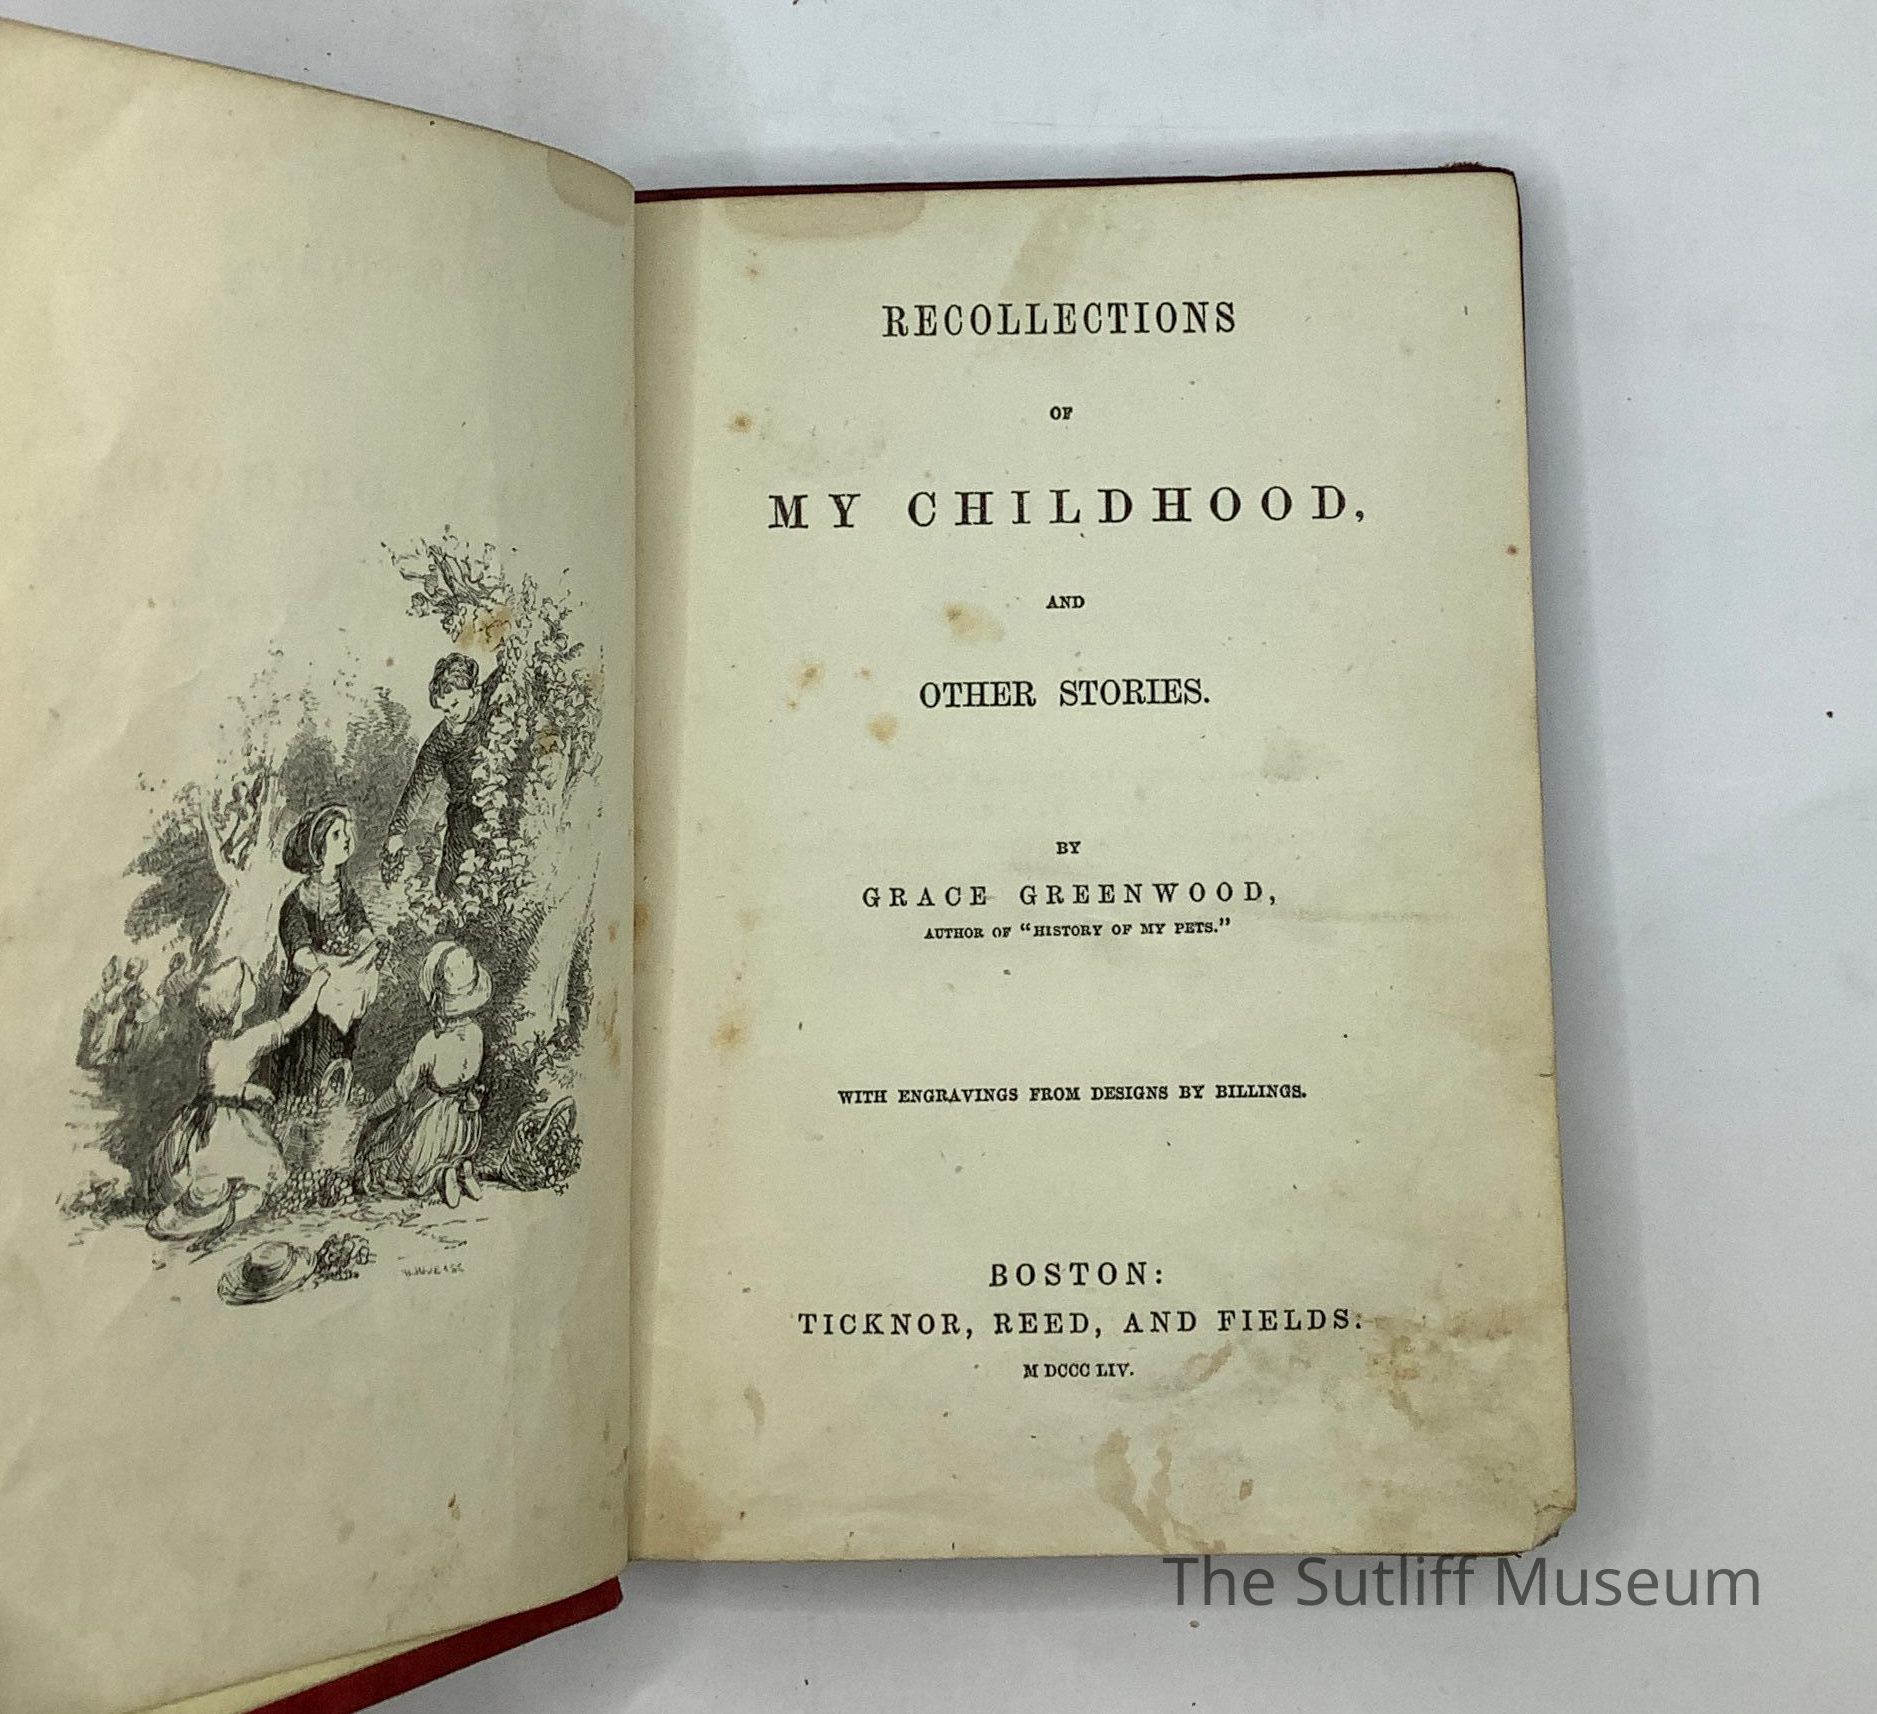 RECOLLECTIONS
OF
MY CHILDHOOD,
AND
OTHER STORIES.
BY
GRACE GREENWOOD,
AUTHOR OF "HISTORY OF MY PETS."
WITH ENGRAVINGS FROM DESIGNS BY BILLINGS.
BOSTON:
TICKNOR, REED, AND FIELDS.
M DCCC LIV.
The Sutliff Museum